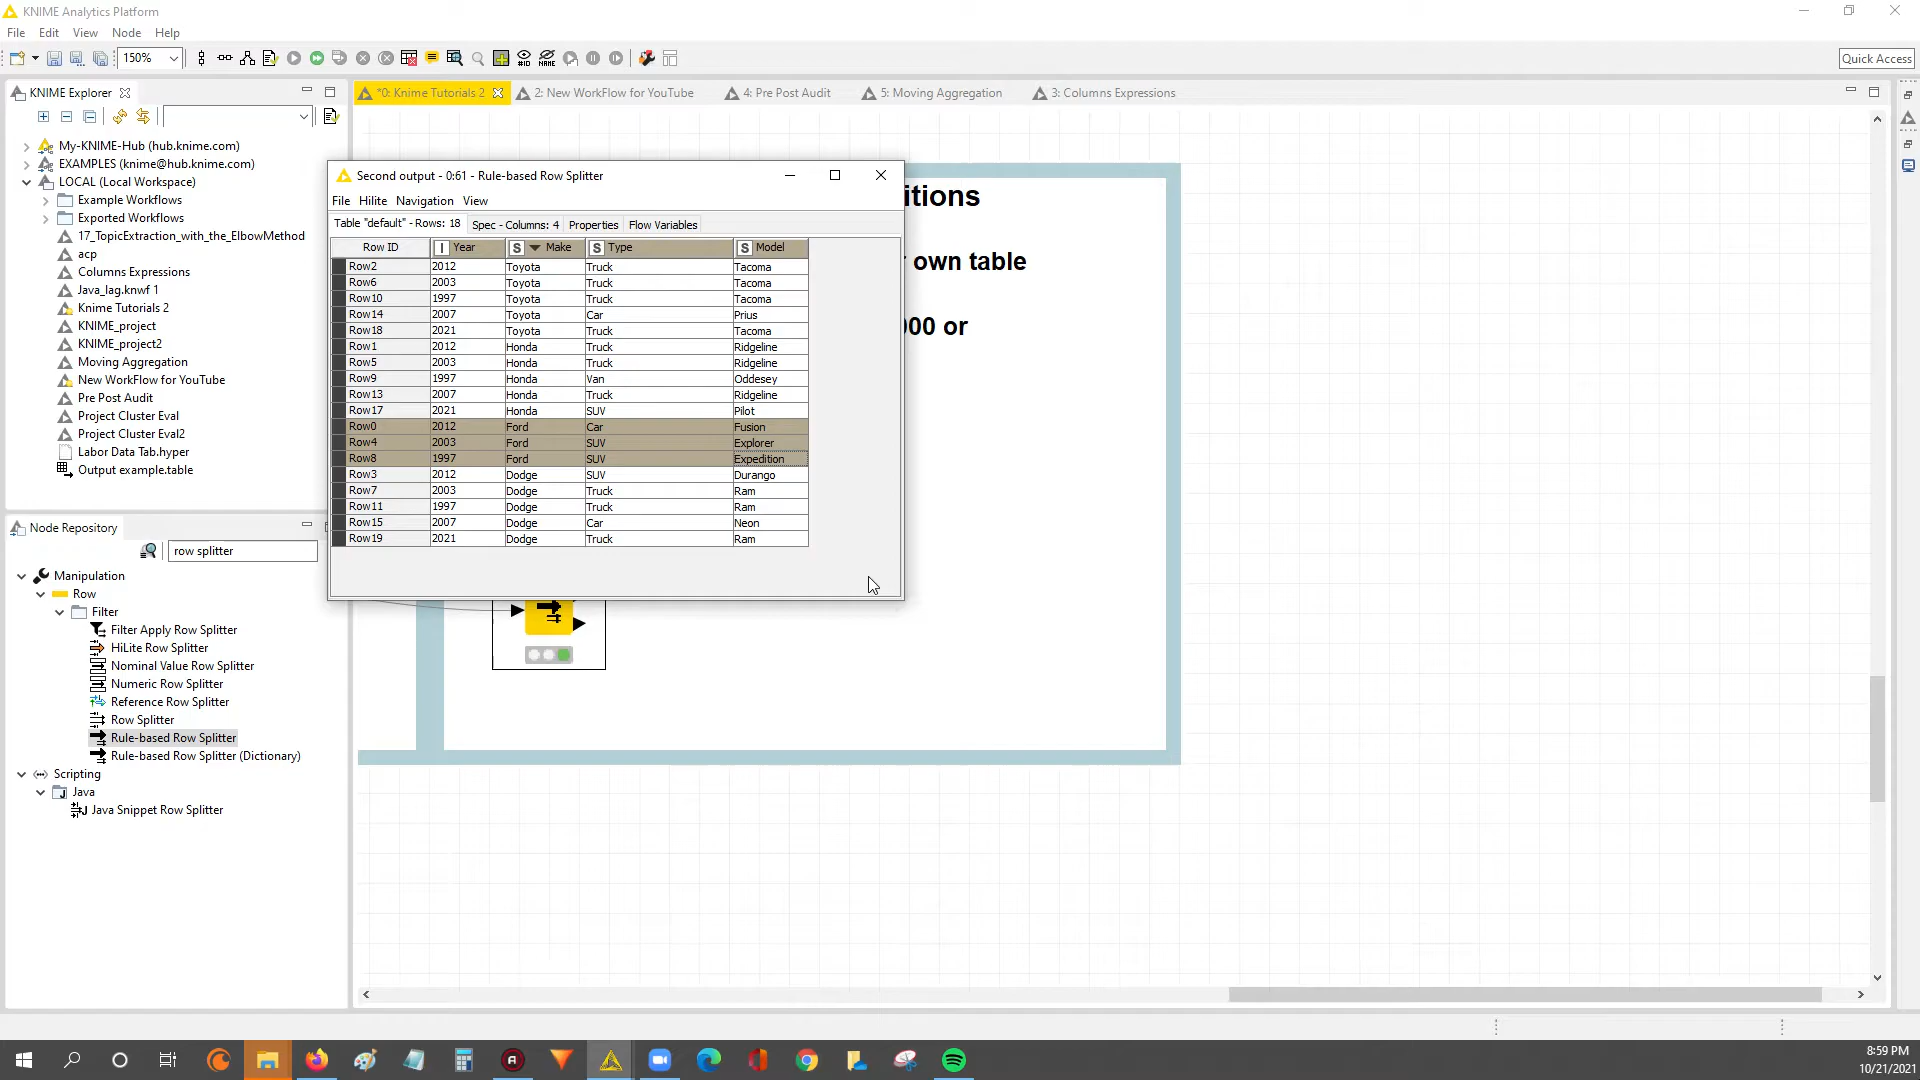 KNIME Analytics Platform
File Edit View Node Help
150%
Quick Access
KNIME Explorer
*0: Knime Tutorials 2
2: New WorkFlow for YouTube
4: Pre Post Audit
5: Moving Aggregation
3: Columns Expressions
My-KNIME-Hub (hub.knime.com)
EXAMPLES (knime@hub.knime.com)
LOCAL (Local Workspace)
Example Workflows
Exported Workflows
17_TopicExtraction_with_the_ElbowMethod
acp
Columns Expressions
Java_lag.knwf 1
Knime Tutorials 2
KNIME_project
KNIME_project2
Moving Aggregation
New WorkFlow for YouTube
Pre Post Audit
Project Cluster Eval
Project Cluster Eval2
Labor Data Tab.hyper
Output example.table
Node Repository
row splitter
Manipulation
Row
Filter
Filter Apply Row Splitter
HiLite Row Splitter
Nominal Value Row Splitter
Numeric Row Splitter
Reference Row Splitter
Row Splitter
Rule-based Row Splitter
Rule-based Row Splitter (Dictionary)
Scripting
Java
Java Snippet Row Splitter
Second output - 0:61 - Rule-based Row Splitter
File Hilite Navigation View
Table "default" - Rows: 18 Spec - Columns: 4 Properties Flow Variables
Row ID I Year S Make S Type S Model
Row2 2012 Toyota Truck Tacoma
Row6 2003 Toyota Truck Tacoma
Row10 1997 Toyota Truck Tacoma
Row14 2007 Toyota Car Prius
Row18 2021 Toyota Truck Tacoma
Row1 2012 Honda Truck Ridgeline
Row5 2003 Honda Truck Ridgeline
Row9 1997 Honda Van Oddesey
Row13 2007 Honda Truck Ridgeline
Row17 2021 Honda SUV Pilot
Row0 2012 Ford Car Fusion
Row4 2003 Ford SUV Explorer
Row8 1997 Ford SUV Expedition
Row3 2012 Dodge SUV Durango
Row7 2003 Dodge Truck Ram
Row11 1997 Dodge Truck Ram
Row15 2007 Dodge Car Neon
Row19 2021 Dodge Truck Ram
itions
own table
000 or
8:59 PM
10/21/2021